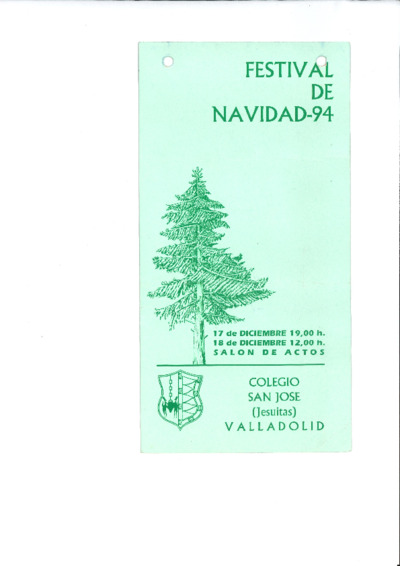 FESTIVAL
DE
NAVIDAD-94
17 de DICIEMBRE 19,00 h.
18 de DICIEMBRE 12,00 h.
SALON DE ACTOS
COLEGIO
SAN JOSE
(Jesuitas)
VALLADOLID